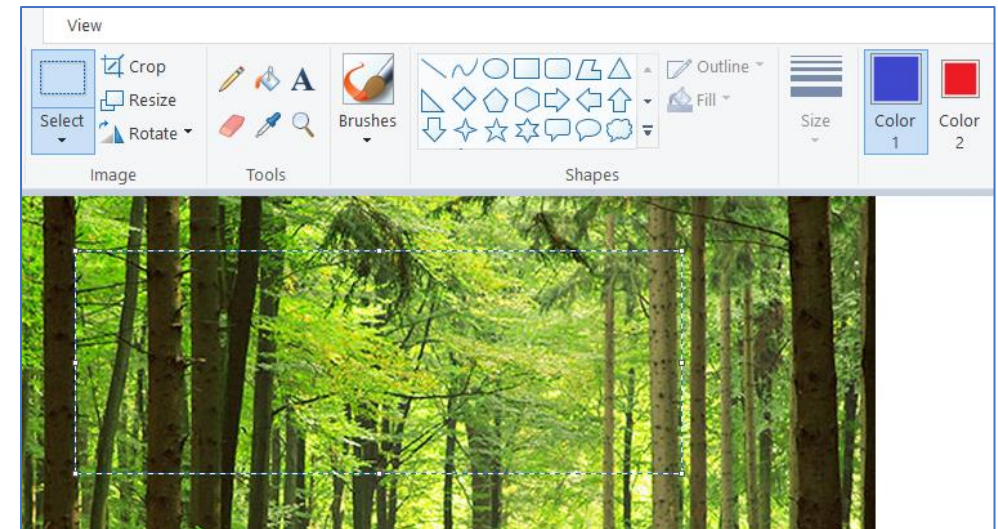 View
Select
Crop
Resize
Rotate
Image
A
Tools
Brushes
Outline
Fill
Shapes
Size
Color
1
Color
2